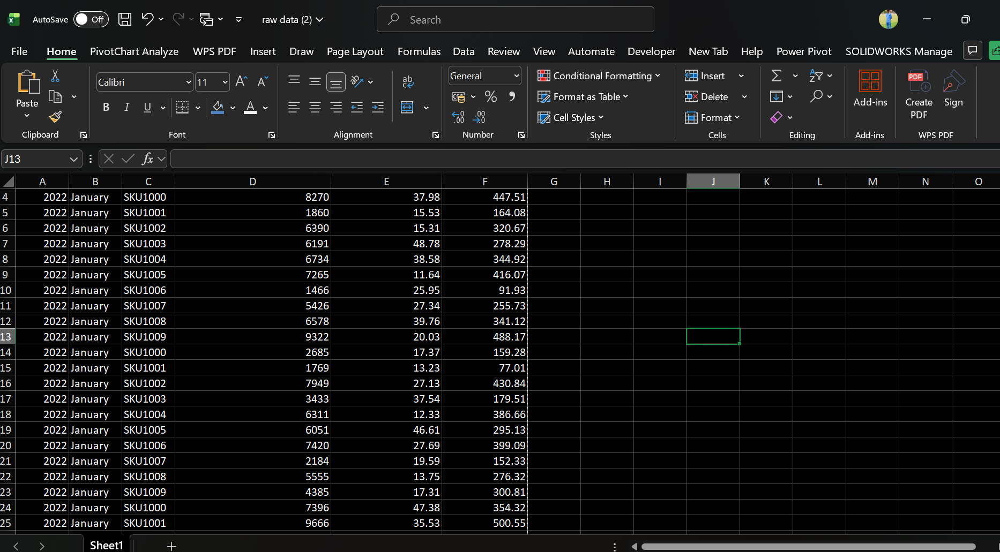 AutoSave Off raw data (2) Search
File Home PivotChart Analyze WPS PDF Insert Draw Page Layout Formulas Data Review View Automate Developer New Tab Help Power Pivot SOLIDWORKS Manage
Paste
Clipboard
Calibri 11
B I U A
Font
ab
Alignment
General
% ,
Number
Conditional Formatting
Format as Table
Cell Styles
Styles
Insert
Delete
Format
Cells
Editing
Add-ins
Add-ins
PDF
Create PDF
Sign
WPS PDF
J13 fx
A B C D E F G H I J K L M N O
4 2022 January SKU1000 8270 37.98 447.51
5 2022 January SKU1001 1860 15.53 164.08
6 2022 January SKU1002 6390 15.31 320.67
7 2022 January SKU1003 6191 48.78 278.29
8 2022 January SKU1004 6734 38.58 344.92
9 2022 January SKU1005 7265 11.64 416.07
10 2022 January SKU1006 1466 25.95 91.93
11 2022 January SKU1007 5426 27.34 255.73
12 2022 January SKU1008 6578 39.76 341.12
13 2022 January SKU1009 9322 20.03 488.17
14 2022 January SKU1000 2685 17.37 159.28
15 2022 January SKU1001 1769 13.23 77.01
16 2022 January SKU1002 7949 27.13 430.84
17 2022 January SKU1003 3433 37.54 179.51
18 2022 January SKU1004 6311 12.33 386.66
19 2022 January SKU1005 6051 46.61 295.13
20 2022 January SKU1006 7420 27.69 399.09
21 2022 January SKU1007 2184 19.59 152.33
22 2022 January SKU1008 5555 13.75 276.32
23 2022 January SKU1009 4385 17.31 300.81
24 2022 January SKU1000 7396 47.38 354.32
25 2022 January SKU1001 9666 35.53 500.55
Sheet1